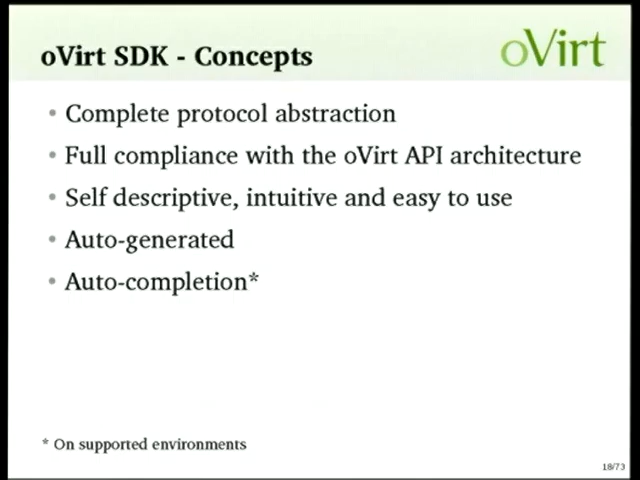 oVirt SDK - Concepts
oVirt
• Complete protocol abstraction
• Full compliance with the oVirt API architecture
• Self descriptive, intuitive and easy to use
• Auto-generated
• Auto-completion*
* On supported environments
18/73